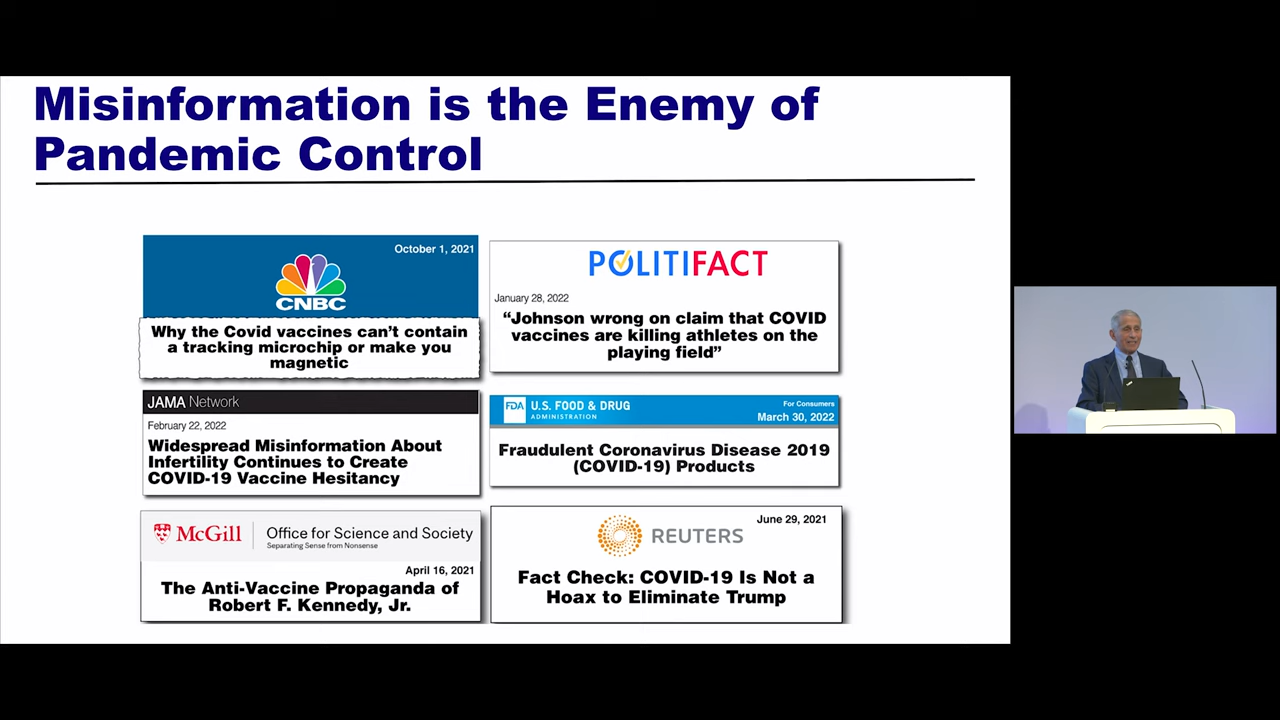 Misinformation is the Enemy of
Pandemic Control
October 1, 2021
CNBC
Why the Covid vaccines can't contain
a tracking microchip or make you
magnetic
POLITIFACT
January 28, 2022
“Johnson wrong on claim that COVID
vaccines are killing athletes on the
playing field”
JAMA Network
February 22, 2022
Widespread Misinformation About
Infertility Continues to Create
COVID-19 Vaccine Hesitancy
FDA U.S. FOOD & DRUG
ADMINISTRATION
For Consumers
March 30, 2022
Fraudulent Coronavirus Disease 2019
(COVID-19) Products
McGill Office for Science and Society
Separating Sense from Nonsense
April 16, 2021
The Anti-Vaccine Propaganda of
Robert F. Kennedy, Jr.
REUTERS
June 29, 2021
Fact Check: COVID-19 Is Not a
Hoax to Eliminate Trump